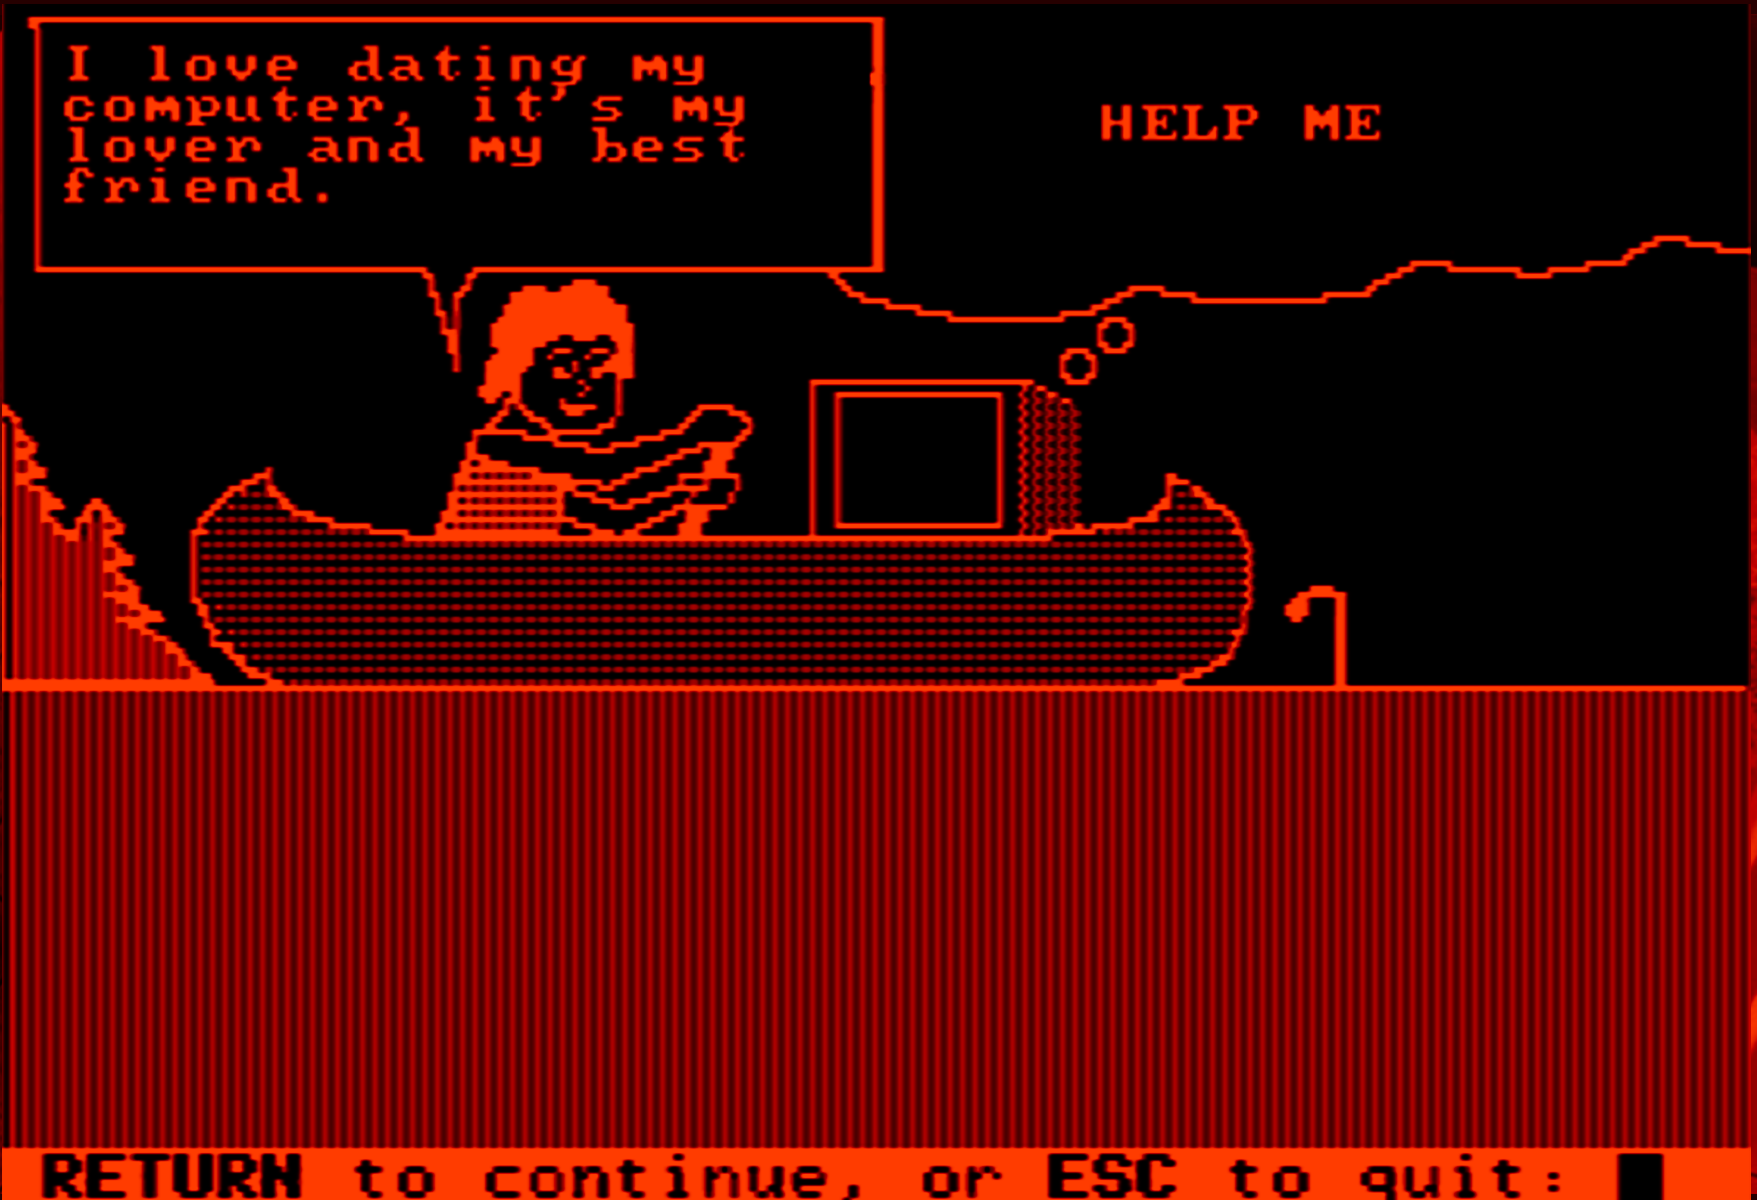 I love dating my
computer, it's my
lover and my best
friend.
HELP ME
RETURN to continue, or ESC to quit: